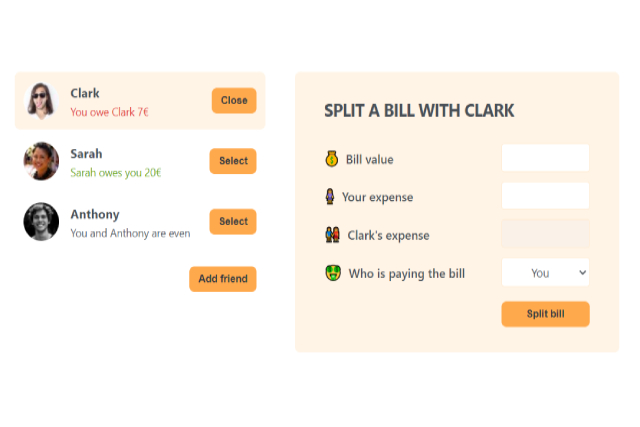 Clark
You owe Clark 7€
Close
Sarah
Sarah owes you 20€
Select
Anthony
You and Anthony are even
Select
Add friend
SPLIT A BILL WITH CLARK
Bill value
Your expense
Clark's expense
Who is paying the bill
You
Split bill